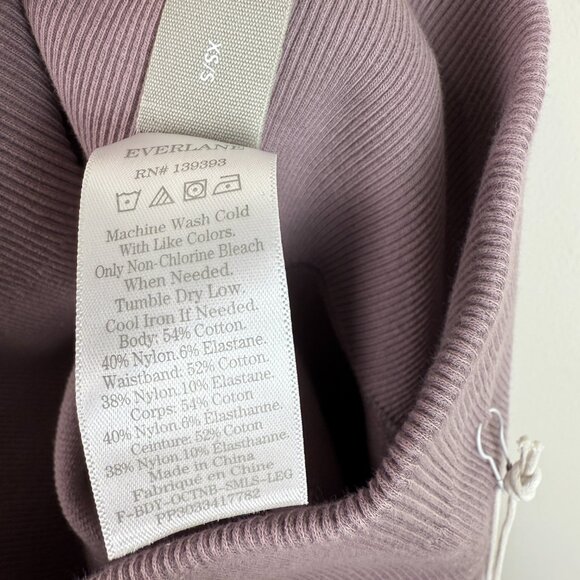 XS.S
EVERLANE
RN# 139393
Machine Wash Cold
With Like Colors.
Only Non-Chlorine Bleach
When Needed.
Tumble Dry Low.
Cool Iron If Needed.
Body: 54% Cotton.
40% Nylon.6% Elastane.
Waistband: 52% Cotton.
38% Nylon.10% Elastane.
Corps: 54% Coton.
40% Nylon.6% Elasthanne.
Ceinture: 52% Coton.
38% Nylon.10% Elasthanne.
Made in China
Fabriqué en Chine
F-BDY-OCTNB-SMLS-LEG
PP3033417782